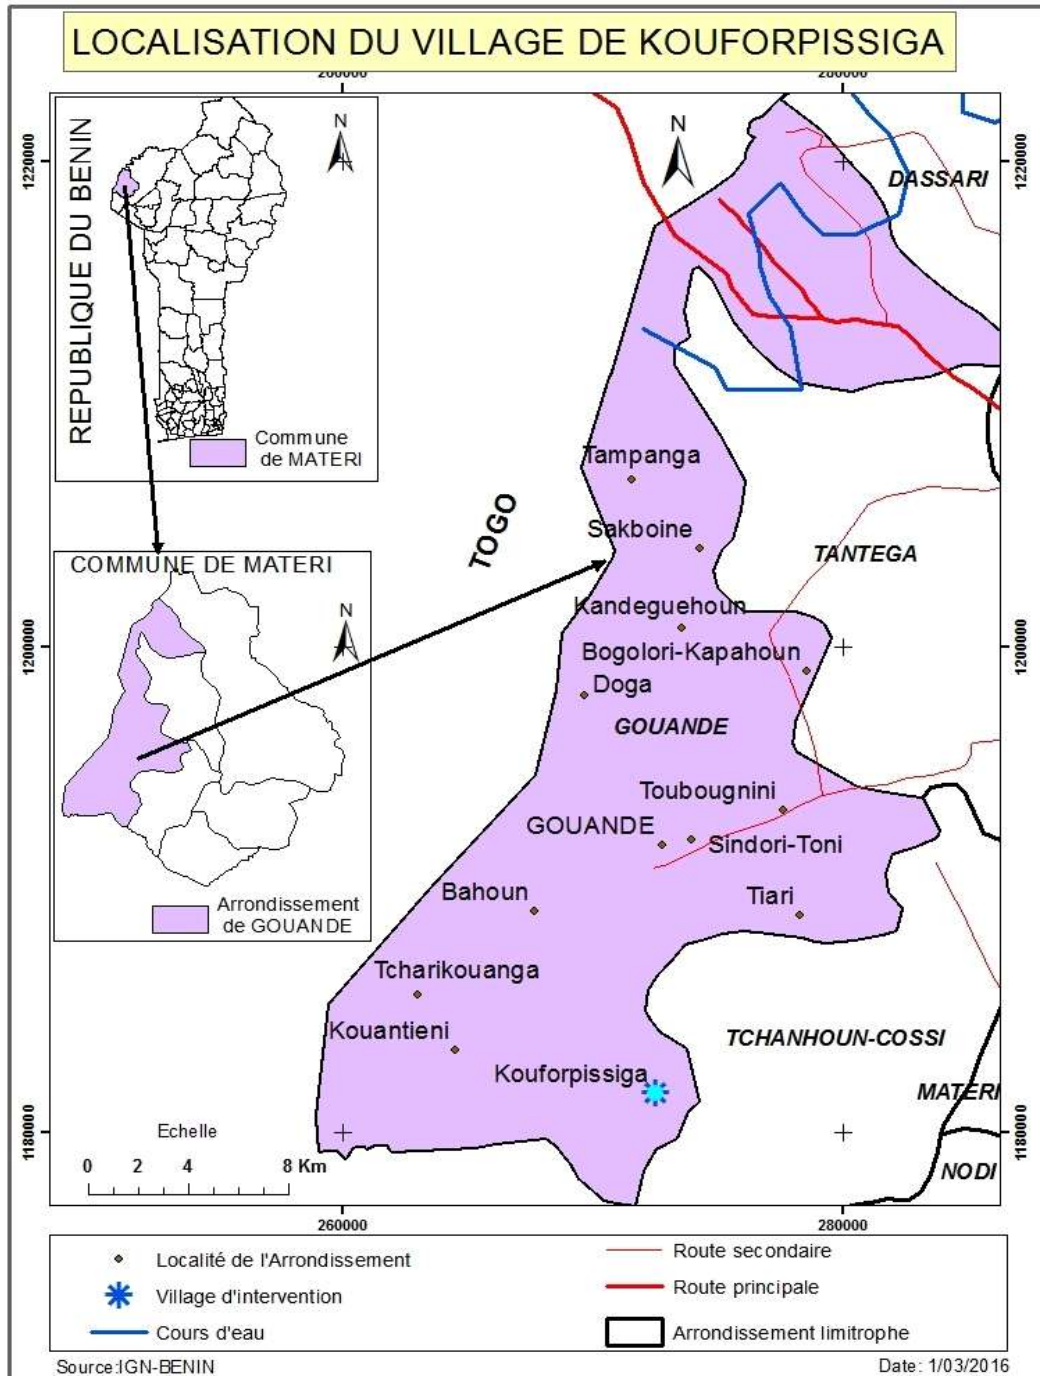 LOCALISATION DU VILLAGE DE KOUFORPISSIGA
260000
280000
1220000
1220000
REPUBLIQUE DU BENIN
N
N
DASSARI
Commune
de MATERI
Tampanga
TOGO
Sakboine
TANTEGA
COMMUNE DE MATERI
N
Kandeguehoun
1200000
1200000
Bogolori-Kapahoun
Doga
GOUANDE
Toubougnini
GOUANDE
Sindori-Toni
Bahoun
Tiari
Arrondissement
de GOUANDE
Tcharikouanga
Kouantieni
TCHANHOUN-COSSI
Kouforpissiga
MATERI
Echelle
1180000
1180000
0 2 4 8 Km
NODI
260000
280000
Localité de l'Arrondissement
Route secondaire
Village d'intervention
Route principale
Cours d'eau
Arrondissement limitrophe
Source:IGN-BENIN
Date: 1/03/2016